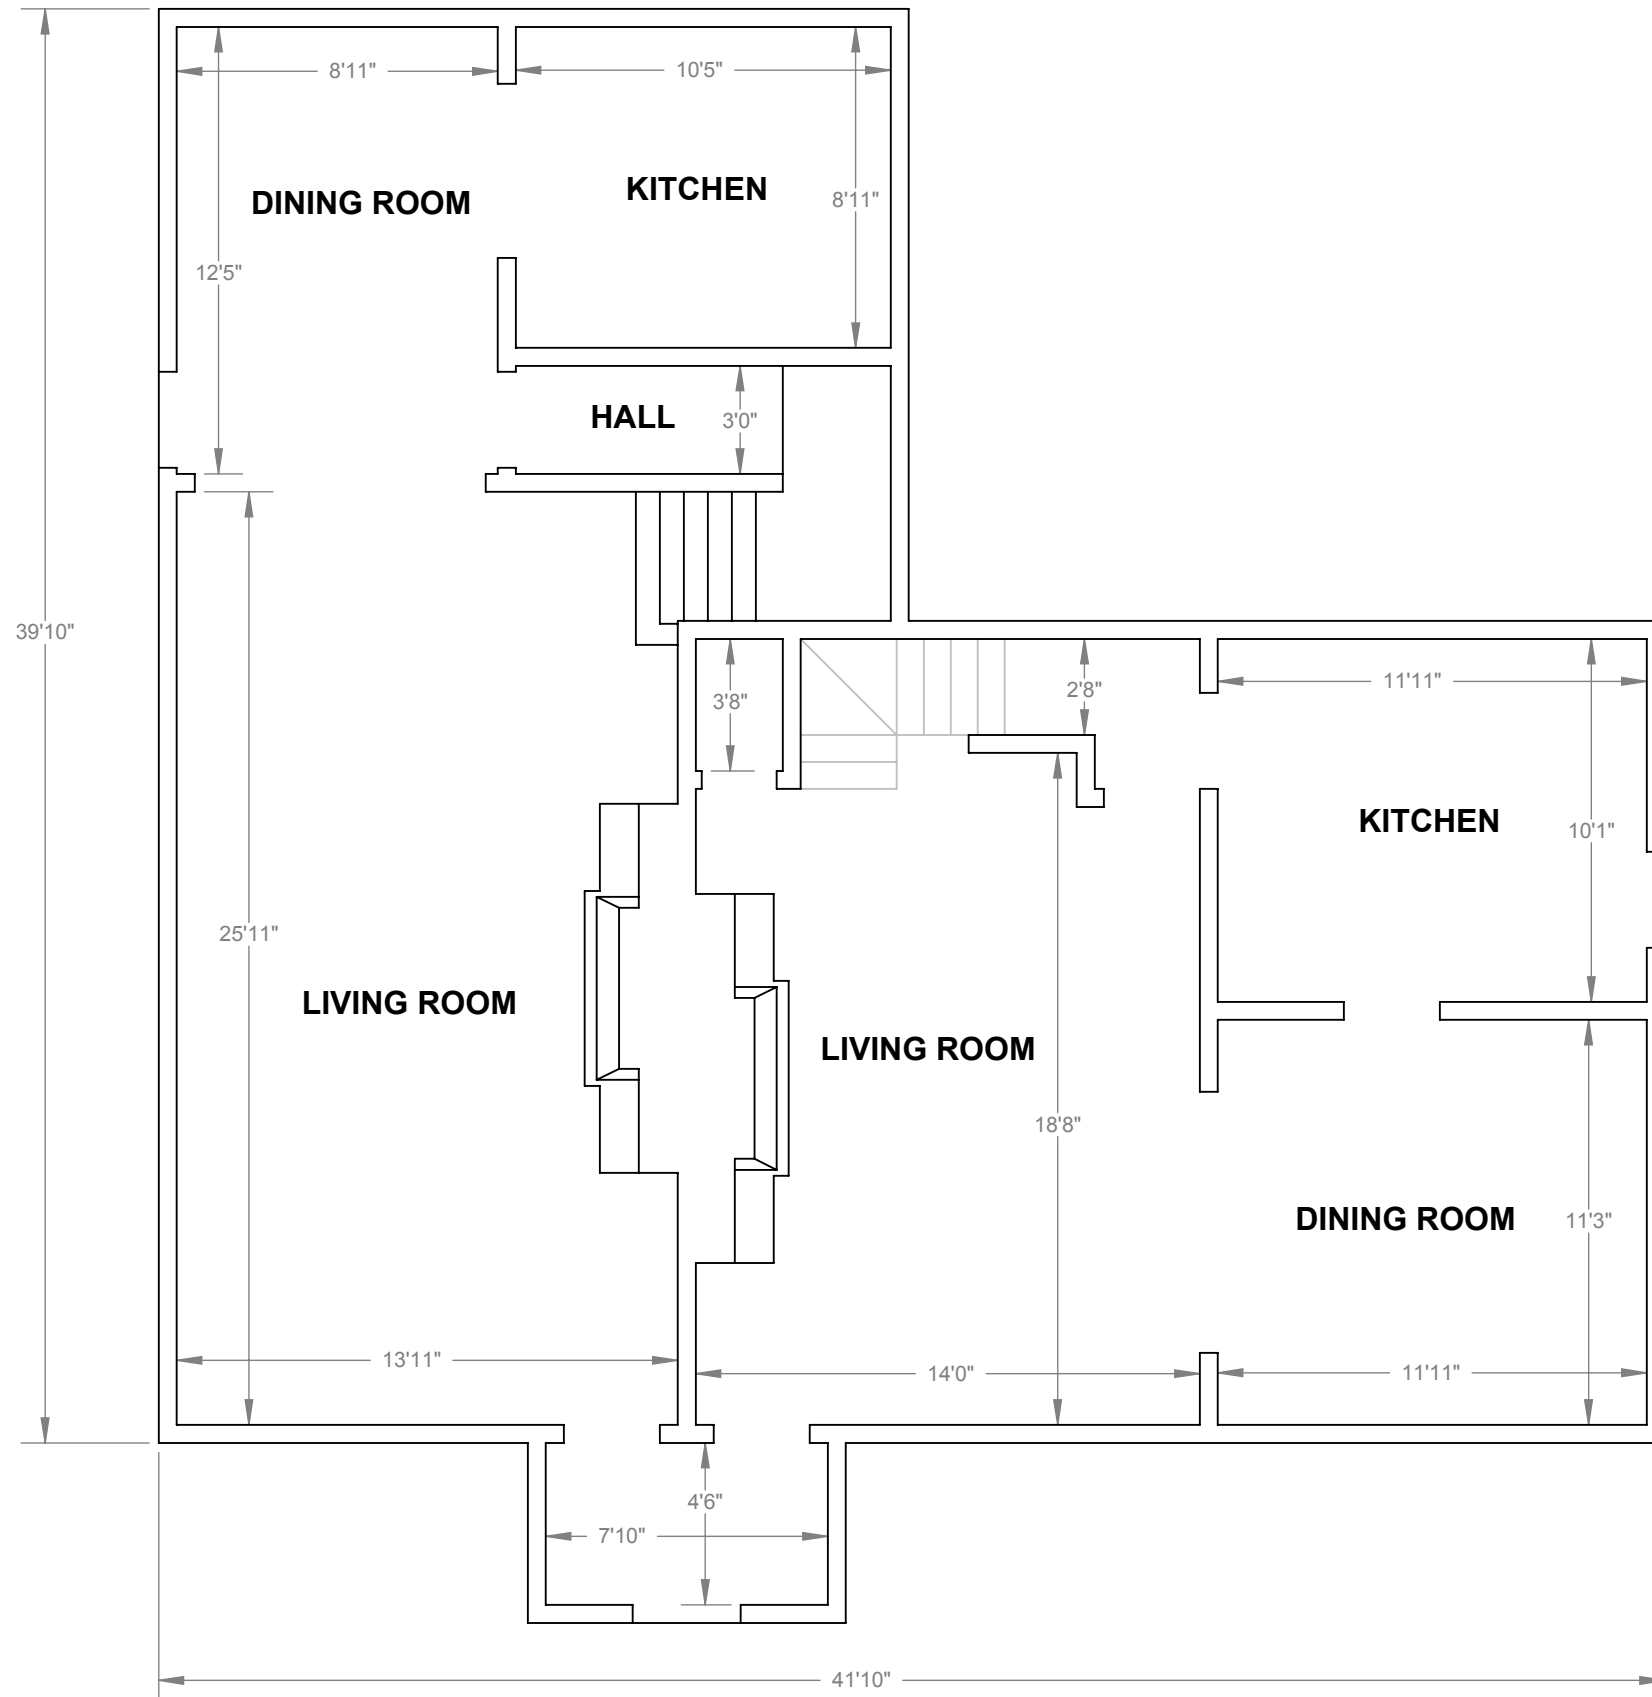 8'11"
10'5"
DINING ROOM
KITCHEN
8'11"
12'5"
HALL
3'0"
39'10"
3'8"
2'8"
11'11"
KITCHEN
10'1"
25'11"
LIVING ROOM
LIVING ROOM
18'8"
DINING ROOM
11'3"
13'11"
14'0"
11'11"
4'6"
7'10"
41'10"